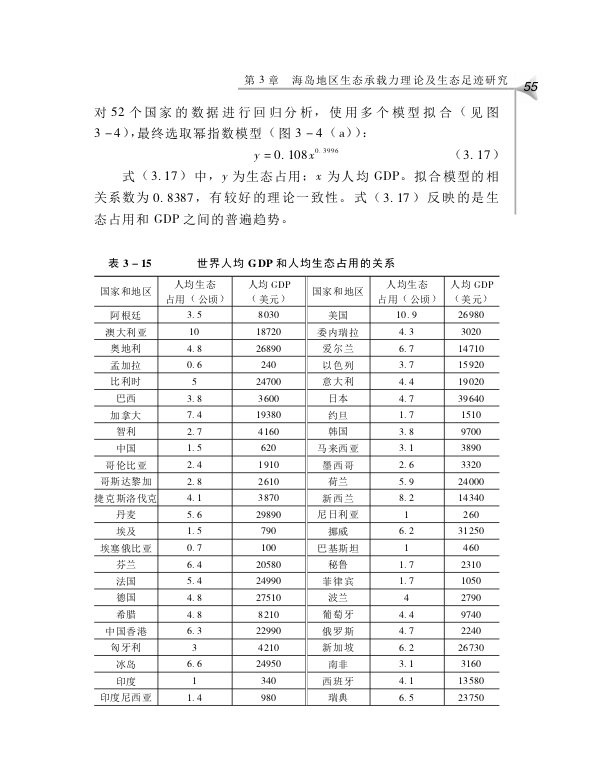 第 3 章 海岛地区生态承载力理论及生态足迹研究
55
对 52 个国家的数据进行回归分析，使用多个模型拟合（见图
3－4），最终选取幂指数模型（图 3－4（a））：
y＝0.108x^0.3996 （3.17）
式（3.17）中，y 为生态占用；x 为人均 GDP。拟合模型的相
关系数为 0.8387，有较好的理论一致性。式（3.17）反映的是生
态占用和 GDP 之间的普遍趋势。
表 3－15 世界人均 GDP 和人均生态占用的关系
国家和地区 人均生态占用（公顷） 人均 GDP（美元） 国家和地区 人均生态占用（公顷） 人均 GDP（美元）
阿根廷 3.5 8030 美国 10.9 26980
澳大利亚 10 18720 委内瑞拉 4.3 3020
奥地利 4.8 26890 爱尔兰 6.7 14710
孟加拉 0.6 240 以色列 3.7 15920
比利时 5 24700 意大利 4.4 19020
巴西 3.8 3600 日本 4.7 39640
加拿大 7.4 19380 约旦 1.7 1510
智利 2.7 4160 韩国 3.8 9700
中国 1.5 620 马来西亚 3.1 3890
哥伦比亚 2.4 1910 墨西哥 2.6 3320
哥斯达黎加 2.8 2610 荷兰 5.9 24000
捷克斯洛伐克 4.1 3870 新西兰 8.2 14340
丹麦 5.6 29890 尼日利亚 1 260
埃及 1.5 790 挪威 6.2 31250
埃塞俄比亚 0.7 100 巴基斯坦 1 460
芬兰 6.4 20580 秘鲁 1.7 2310
法国 5.4 24990 菲律宾 1.7 1050
德国 4.8 27510 波兰 4 2790
希腊 4.8 8210 葡萄牙 4.4 9740
中国香港 6.3 22990 俄罗斯 4.7 2240
匈牙利 3 4210 新加坡 6.2 26730
冰岛 6.6 24950 南非 3.1 3160
印度 1 340 西班牙 4.1 13580
印度尼西亚 1.4 980 瑞典 6.5 23750